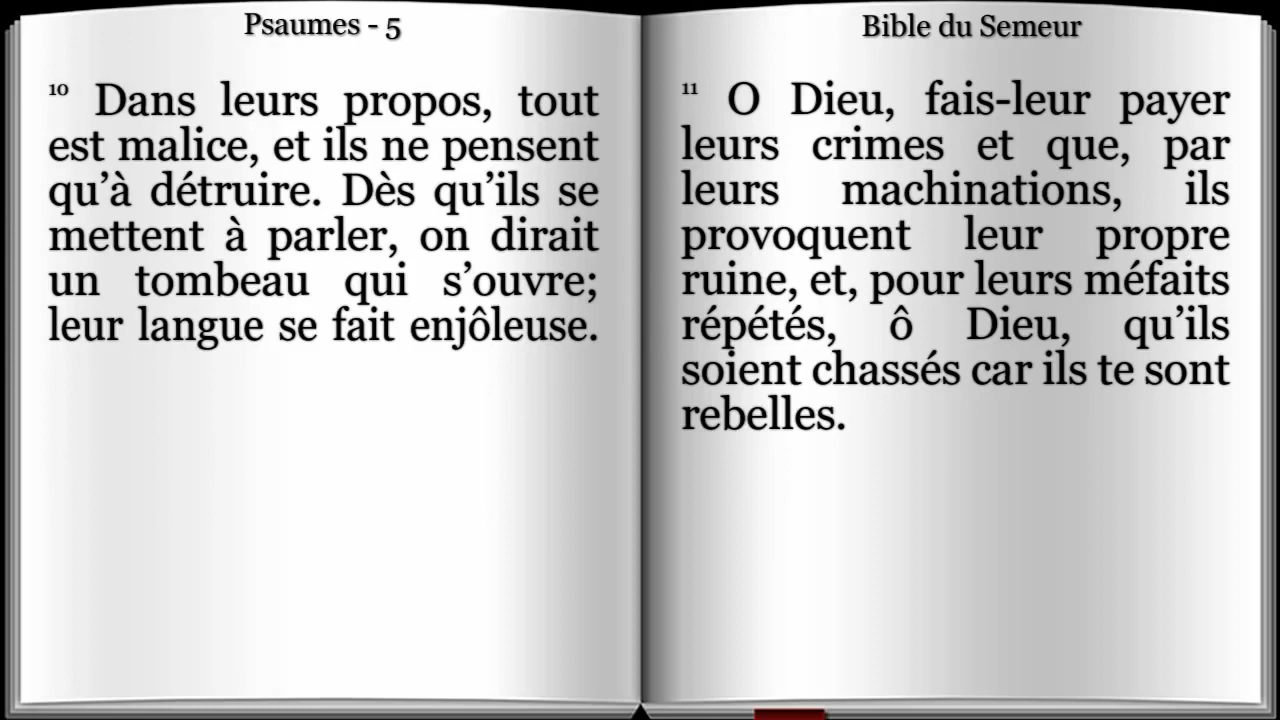 Psaumes - 5
10 Dans leurs propos, tout
est malice, et ils ne pensent
qu’à détruire. Dès qu’ils se
mettent à parler, on dirait
un tombeau qui s’ouvre;
leur langue se fait enjôleuse.
Bible du Semeur
11 O Dieu, fais-leur payer
leurs crimes et que, par
leurs machinations, ils
provoquent leur propre
ruine, et, pour leurs méfaits
répétés, ô Dieu, qu’ils
soient chassés car ils te sont
rebelles.